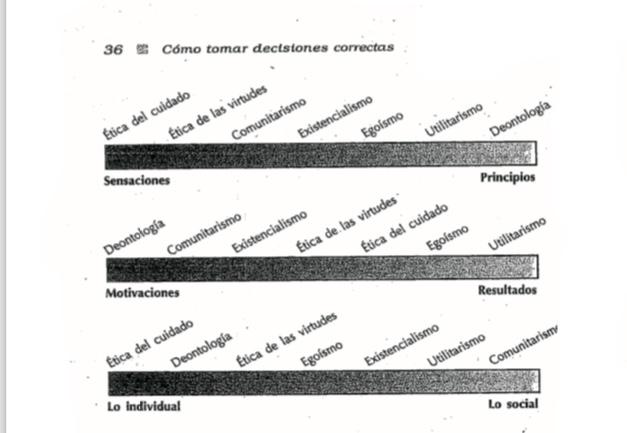 36 Cómo tomar decisiones correctas
Ética del cuidado Ética de las virtudes Comunitarismo Existencialismo Egoísmo Utilitarismo Deontología
Sensaciones Principios
Deontología Comunitarismo Existencialismo Ética de las virtudes Ética del cuidado Egoísmo Utilitarismo
Motivaciones Resultados
Ética del cuidado Deontología Ética de las virtudes Egoísmo Existencialismo Utilitarismo Comunitarismo
Lo individual Lo social